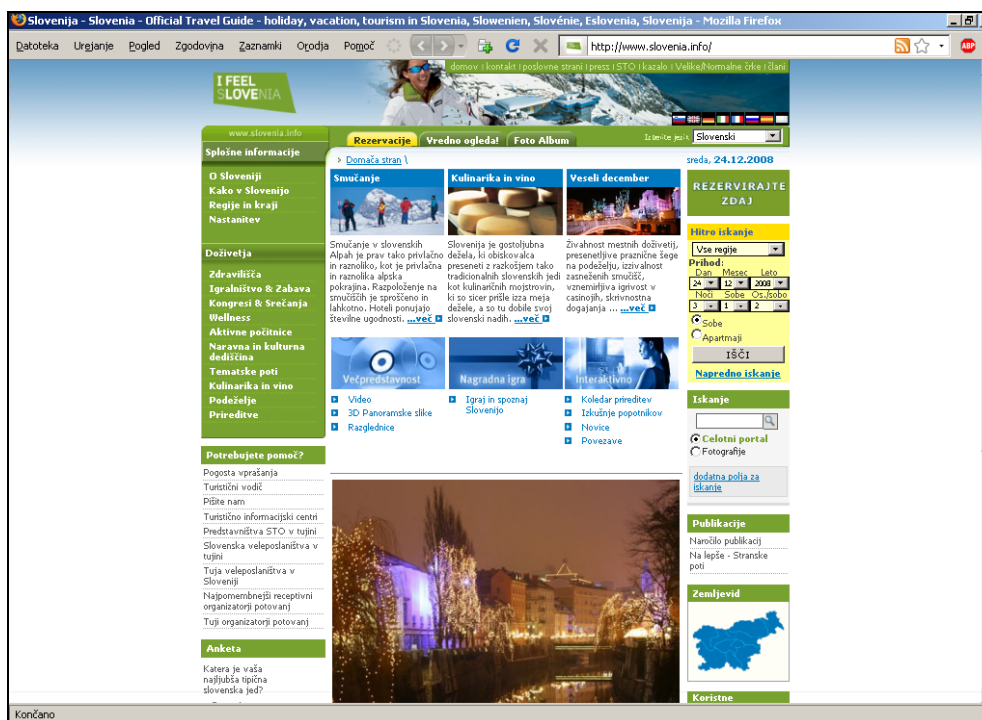 Slovenija - Slovenia - Official Travel Guide - holiday, vacation, tourism in Slovenia, Slowenien, Slovénie, Eslovenia, Slovenija - Mozilla Firefox
Datoteka Urejanje Pogled Zgodovina Zaznamki Orodja Pomoč http://www.slovenia.info/ ABP
domov | kontakt | poslovne strani | press | STO | kazalo | Velike/Normalne črke | člani
I FEEL
SLOVENIA
www.slovenia.info
Rezervacije Vredno ogleda! Foto Album
Izberite jezik Slovenski
Splošne informacije
O Sloveniji
Kako v Slovenijo
Regije in kraji
Nastanitev
Doživetja
Zdravilišča
Igralništvo & Zabava
Kongresi & Srečanja
Wellness
Aktivne počitnice
Naravna in kulturna
dediščina
Tematske poti
Kulinarika in vino
Podeželje
Prireditve
Potrebujete pomoč?
Pogosta vprašanja
Turistični vodič
Pišite nam
Turistično informacijski centri
Predstavništva STO v tujini
Slovenska veleposlaništva v
tujini
Tuja veleposlaništva v
Sloveniji
Najpomembnejši receptivni
organizatorji potovanj
Tuji organizatorji potovanj
Anketa
Katera je vaša
najljubša tipična
slovenska jed?
> Domača stran \
Smučanje
Smučanje v slovenskih
Alpah je prav tako privlačno
in raznoliko, kot je privlačna
in raznolika alpska
pokrajina. Razpoloženje na
smučiščih je sproščeno in
lahkotno. Hoteli ponujajo
številne ugodnosti. ...več
Kulinarika in vino
Slovenija je gostoljubna
dežela, ki obiskovalca
preseneti z razkošjem tako
tradicionalnih slovenskih jedi
kot kulinaričnih mojstrovin,
ki so sicer prišle izza meja
dežele, a so tu dobile svoj
slovenski nadih. ...več
Veseli december
Živahnost mestnih doživetij,
presenetljive praznične šege
na podeželju, izzivalnost
zasneženih smučišč,
vznemirljiva igrivost v
casinojih, skrivnostna
dogajanja ... več
Večpredstavnost
Video
3D Panoramske slike
Razglednice
Nagradna igra
Igraj in spoznaj
Slovenijo
Interaktivno
Koledar prireditev
Izkušnje popotnikov
Novice
Povezave
sreda, 24.12.2008
REZERVIRAJTE
ZDAJ
Hitro iskanje
Vse regije
Prihod:
Dan Mesec Leto
24 12 2008
Noči Sobe Os./sobo
3 1 2
Sobe
Apartmaji
IŠČI
Napredno iskanje
Iskanje
Celotni portal
Fotografije
dodatna polja za
iskanje
Publikacije
Naročilo publikacij
Na lepše - Stranske
poti
Zemljevid
Koristne
Končano